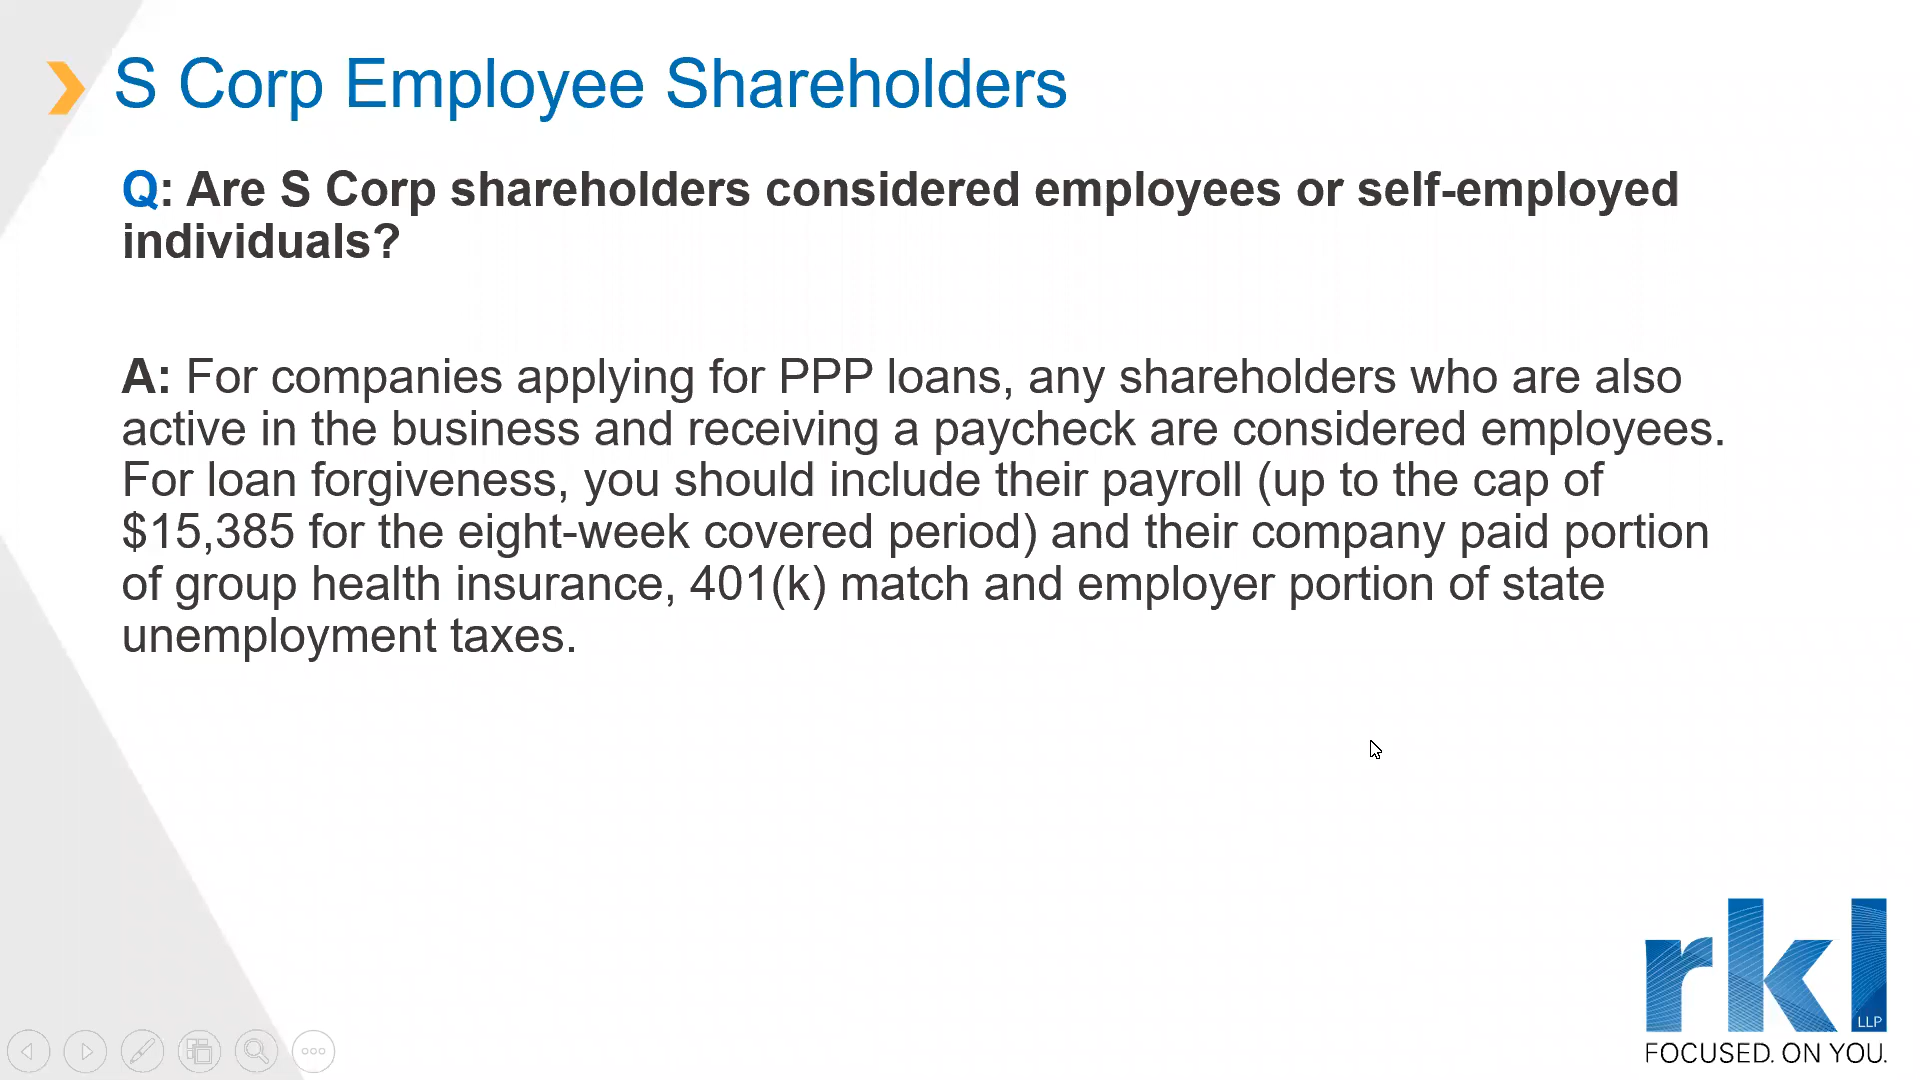 S Corp Employee Shareholders
Q: Are S Corp shareholders considered employees or self-employed
individuals?
A: For companies applying for PPP loans, any shareholders who are also
active in the business and receiving a paycheck are considered employees.
For loan forgiveness, you should include their payroll (up to the cap of
$15,385 for the eight-week covered period) and their company paid portion
of group health insurance, 401(k) match and employer portion of state
unemployment taxes.
rkl
LLP
FOCUSED. ON YOU.